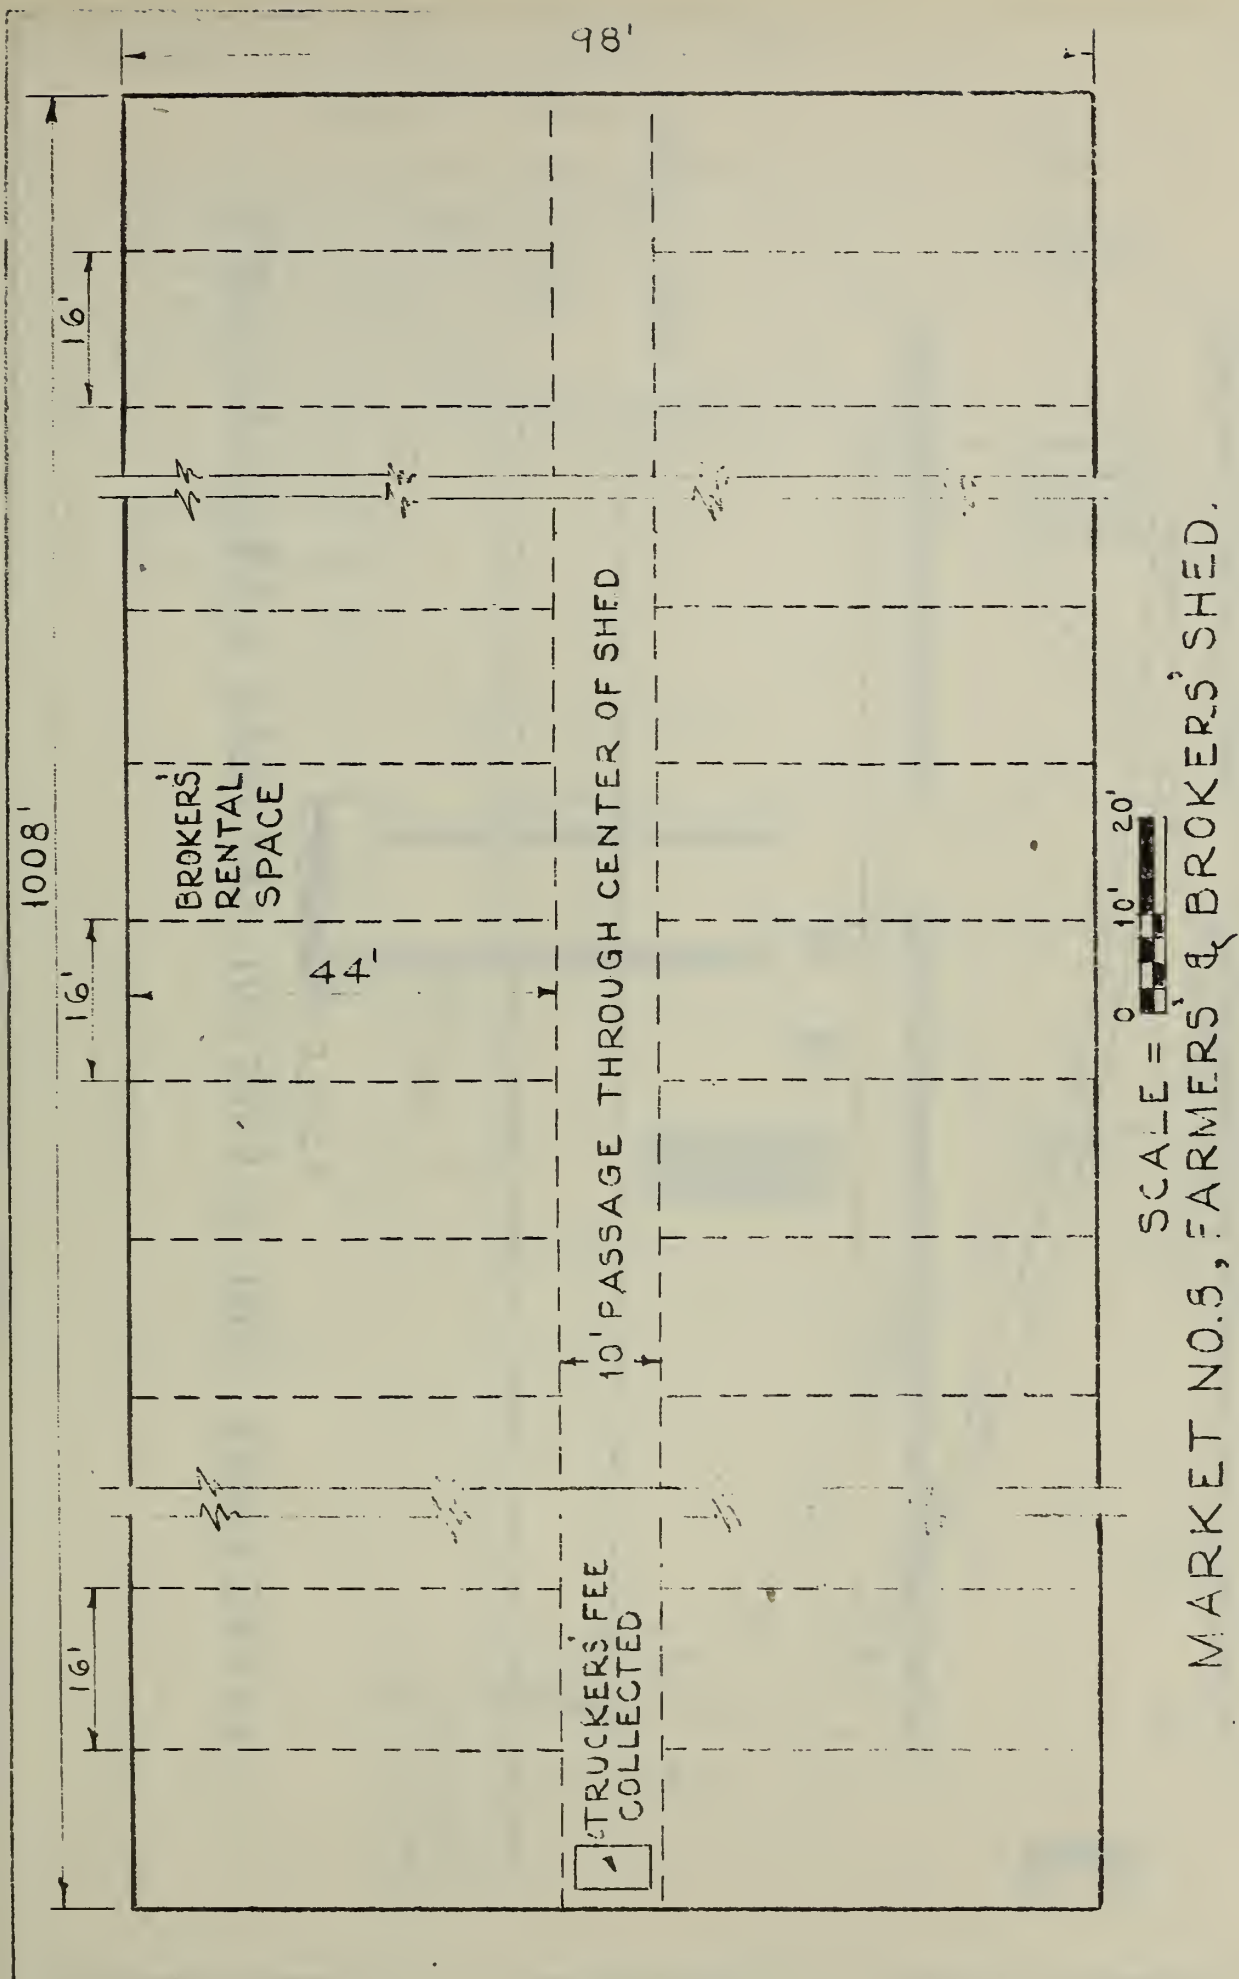 98'
1008'
16'
16'
16'
BROKERS'
RENTAL
SPACE
44'
10' PASSAGE THROUGH CENTER OF SHED
TRUCKERS' FEE
COLLECTED
0 10' 20'
SCALE =
MARKET NO. 8, FARMERS' & BROKERS' SHED.